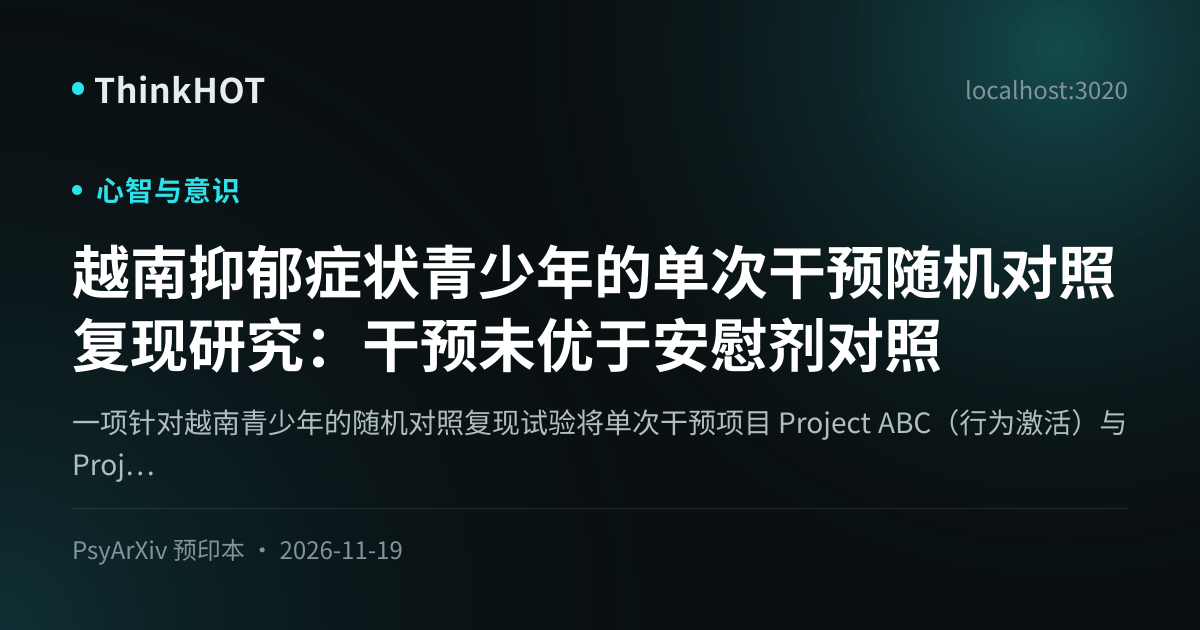 ThinkHOT
localhost:3020
心智与意识
越南抑郁症状青少年的单次干预随机对照
复现研究：干预未优于安慰剂对照
一项针对越南青少年的随机对照复现试验将单次干预项目 Project ABC（行为激活）与
Proj…
PsyArXiv 预印本 · 2026-11-19